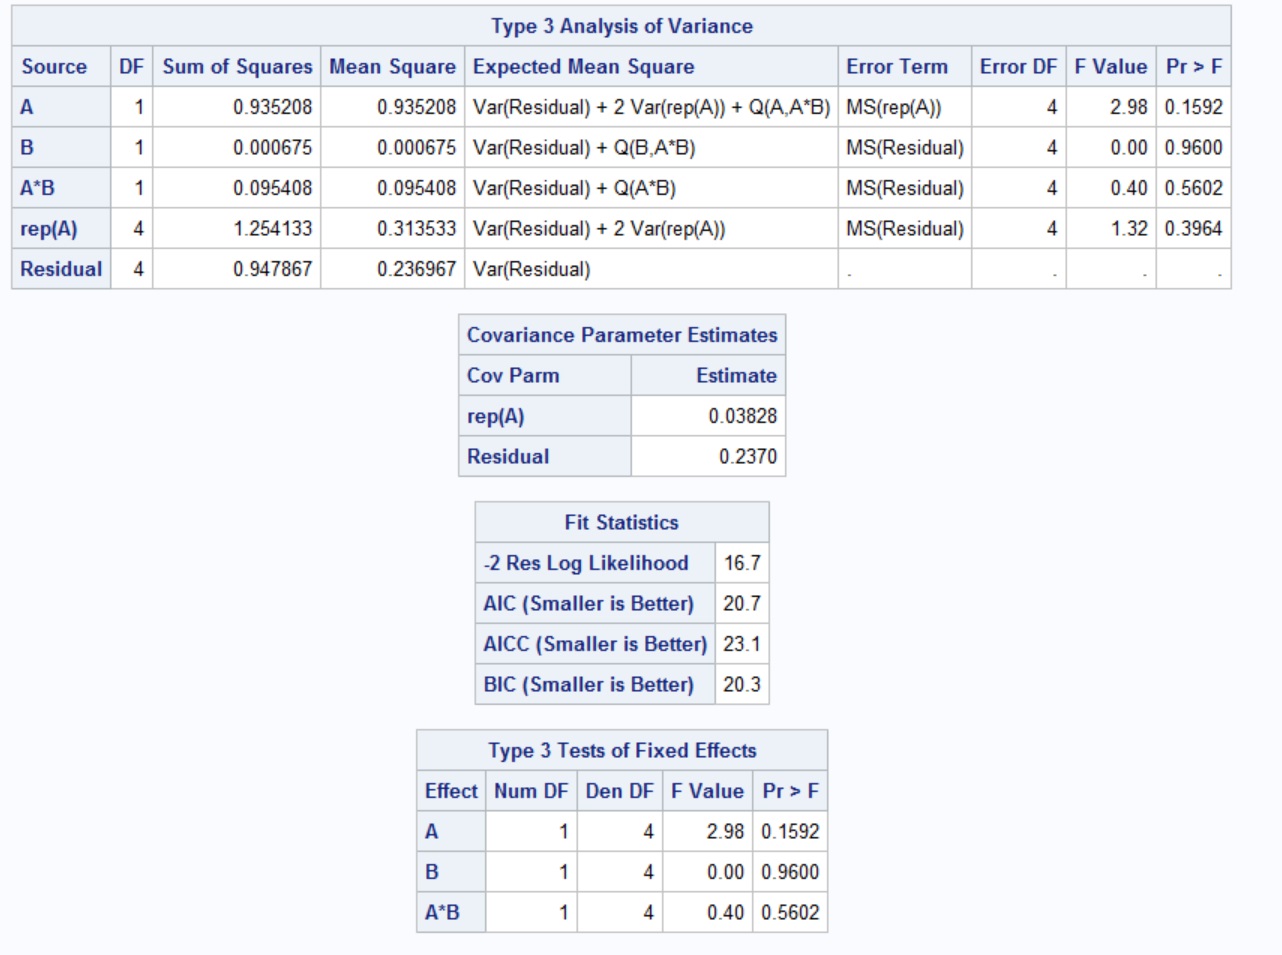 Type 3 Analysis of Variance
Source DF Sum of Squares Mean Square Expected Mean Square Error Term Error DF F Value Pr > F
A 1 0.935208 0.935208 Var(Residual) + 2 Var(rep(A)) + Q(A,A*B) MS(rep(A)) 4 2.98 0.1592
B 1 0.000675 0.000675 Var(Residual) + Q(B,A*B) MS(Residual) 4 0.00 0.9600
A*B 1 0.095408 0.095408 Var(Residual) + Q(A*B) MS(Residual) 4 0.40 0.5602
rep(A) 4 1.254133 0.313533 Var(Residual) + 2 Var(rep(A)) MS(Residual) 4 1.32 0.3964
Residual 4 0.947867 0.236967 Var(Residual) . . . .
Covariance Parameter Estimates
Cov Parm Estimate
rep(A) 0.03828
Residual 0.2370
Fit Statistics
-2 Res Log Likelihood 16.7
AIC (Smaller is Better) 20.7
AICC (Smaller is Better) 23.1
BIC (Smaller is Better) 20.3
Type 3 Tests of Fixed Effects
Effect Num DF Den DF F Value Pr > F
A 1 4 2.98 0.1592
B 1 4 0.00 0.9600
A*B 1 4 0.40 0.5602